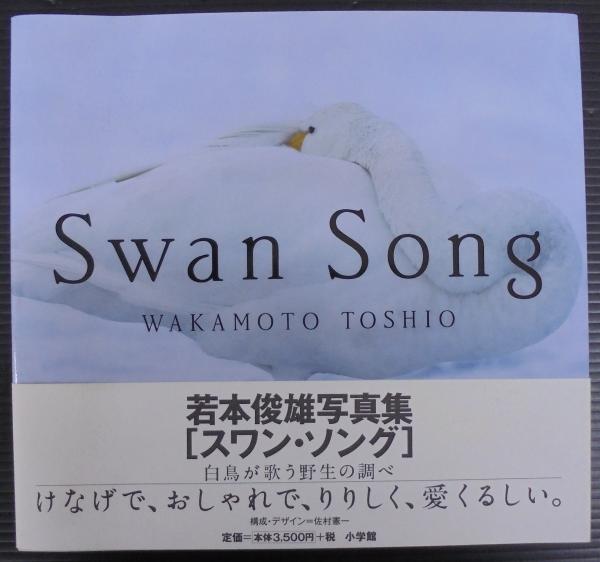 Swan Song
WAKAMOTO TOSHIO
若本俊雄写真集
[スワン・ソング]
白鳥が歌う野生の調べ
けなげで、おしゃれで、りりしく、愛くるしい。
構成・デザイン=佐村憲一
定価=本体3,500円+税 小学館